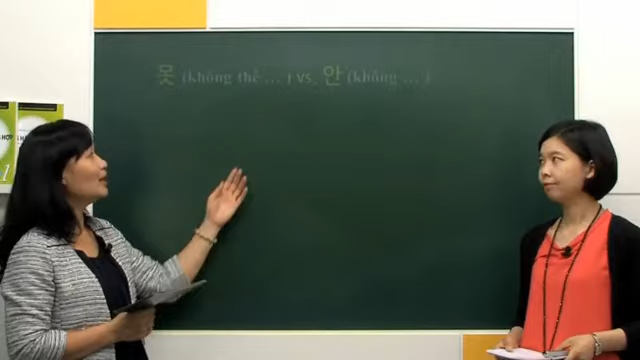 못 (không thể ... ) vs. 안 (không ... )